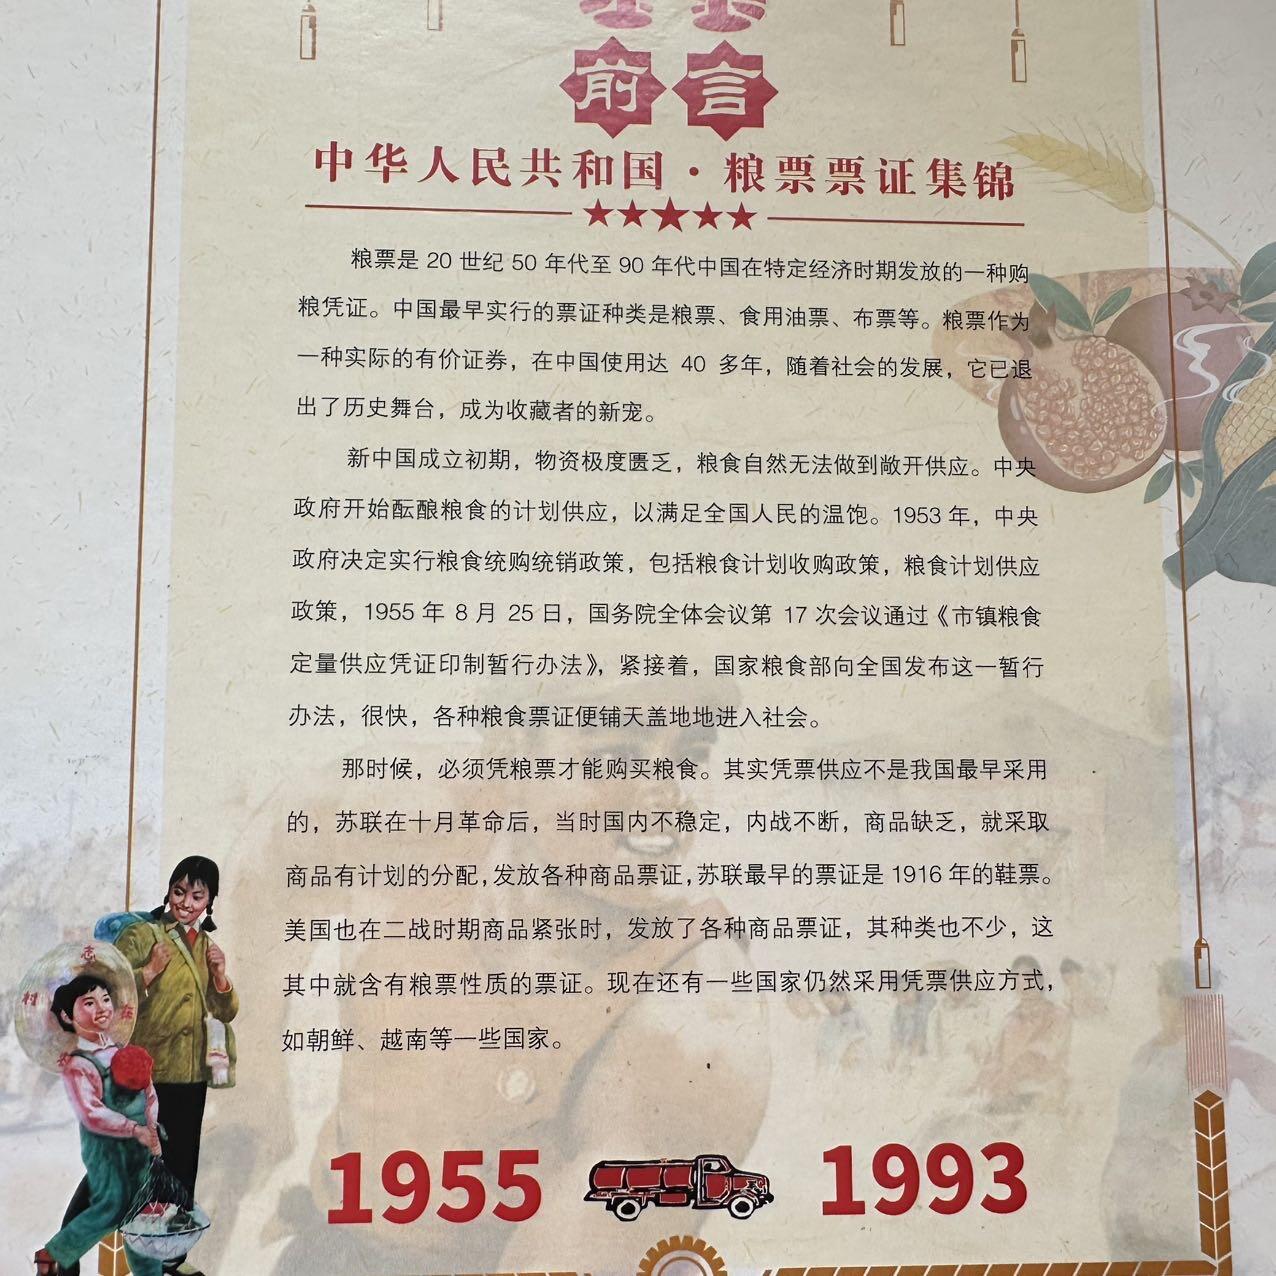 前言
中华人民共和国·粮票票证集锦
粮票是 20 世纪 50 年代至 90 年代中国在特定经济时期发放的一种购
粮凭证。中国最早实行的票证种类是粮票、食用油票、布票等。粮票作为
一种实际的有价证券，在中国使用达 40 多年，随着社会的发展，它已退
出了历史舞台，成为收藏者的新宠。
新中国成立初期，物资极度匮乏，粮食自然无法做到敞开供应。中央
政府开始酝酿粮食的计划供应，以满足全国人民的温饱。1953 年，中央
政府决定实行粮食统购统销政策，包括粮食计划收购政策，粮食计划供应
政策，1955 年 8 月 25 日，国务院全体会议第 17 次会议通过《市镇粮食
定量供应凭证印制暂行办法》，紧接着，国家粮食部向全国发布这一暂行
办法，很快，各种粮食票证便铺天盖地地进入社会。
那时候，必须凭粮票才能购买粮食。其实凭票供应不是我国最早采用
的，苏联在十月革命后，当时国内不稳定，内战不断，商品缺乏，就采取
商品有计划的分配，发放各种商品票证，苏联最早的票证是 1916 年的鞋票。
美国也在二战时期商品紧张时，发放了各种商品票证，其种类也不少，这
其中就含有粮票性质的票证。现在还有一些国家仍然采用凭票供应方式，
如朝鲜、越南等一些国家。
1955 1993